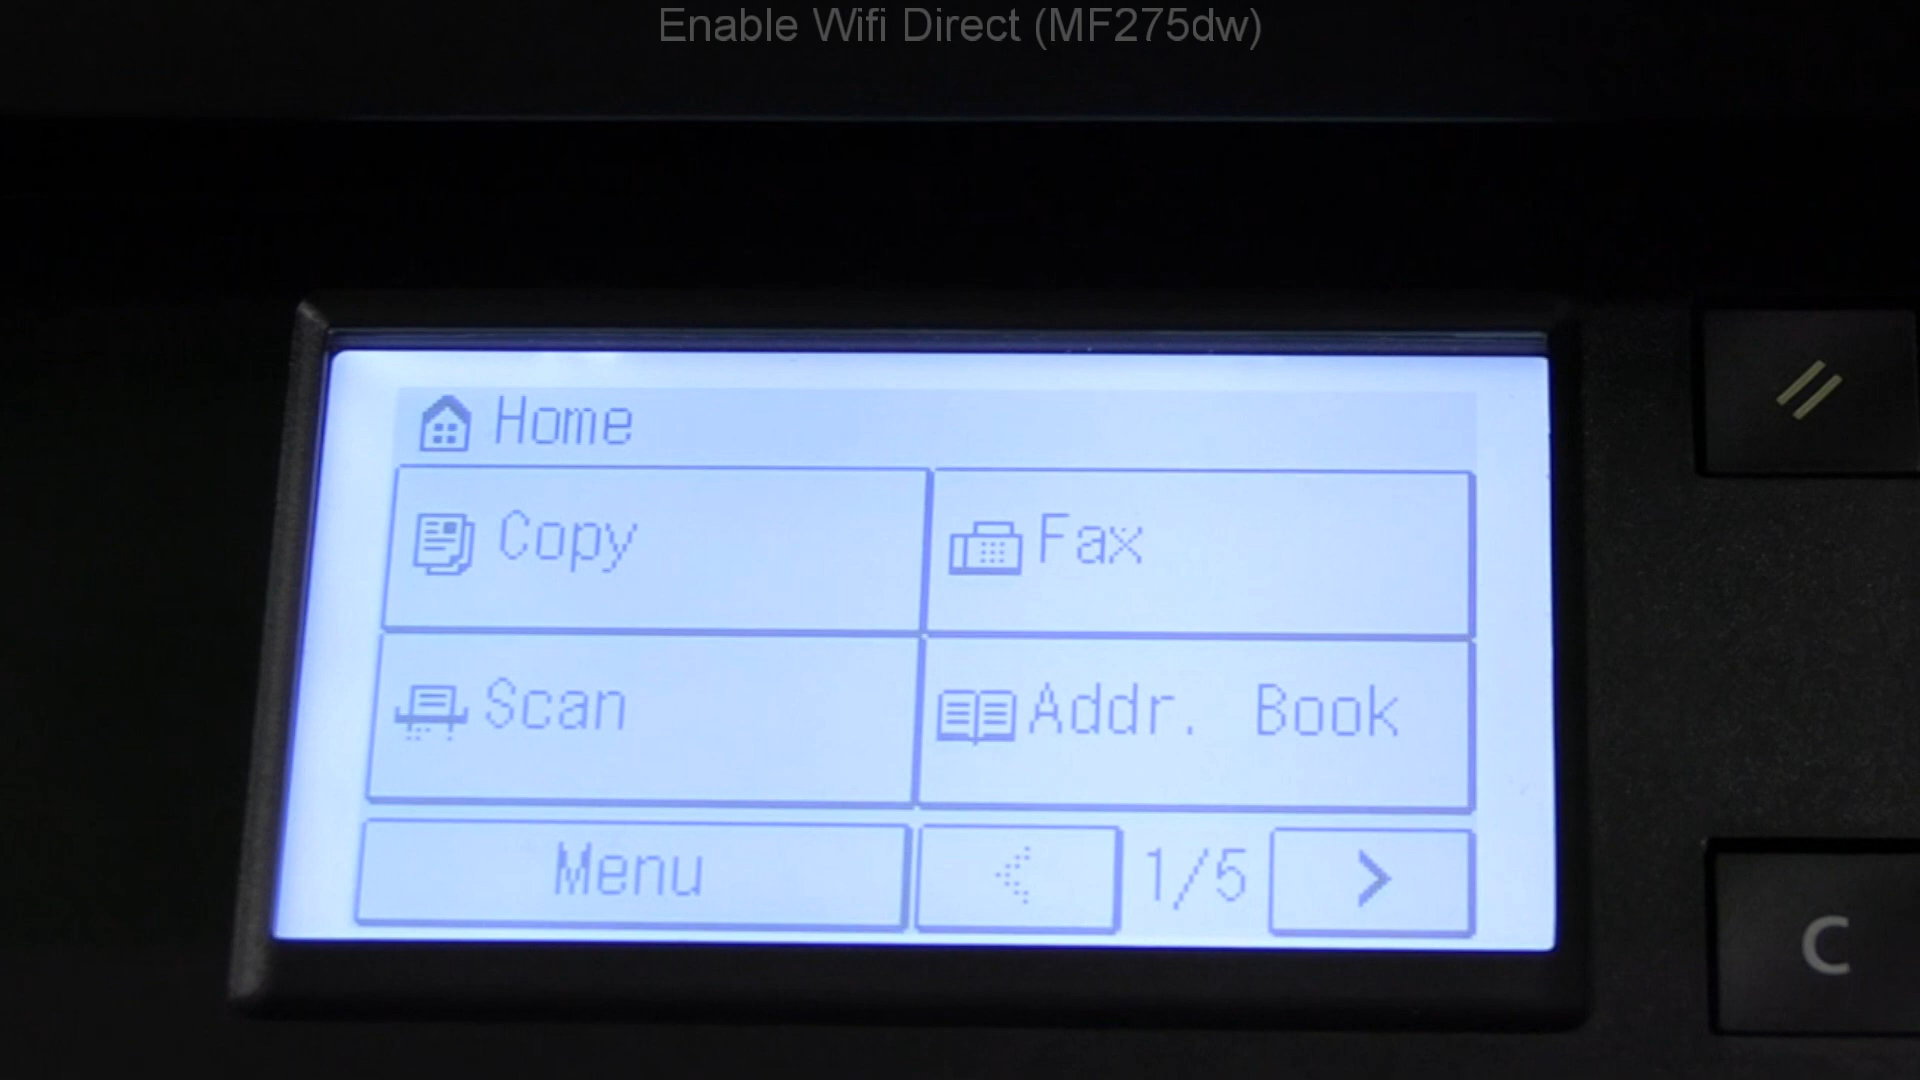 Enable Wifi Direct (MF275dw)
Home
Copy
Fax
Scan
Addr. Book
Menu
1/5
C